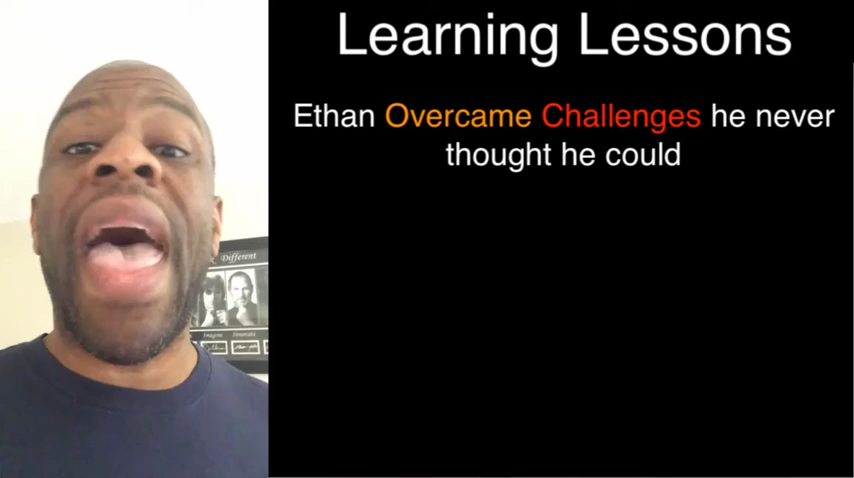 Learning Lessons
Ethan Overcame Challenges he never
thought he could
Different